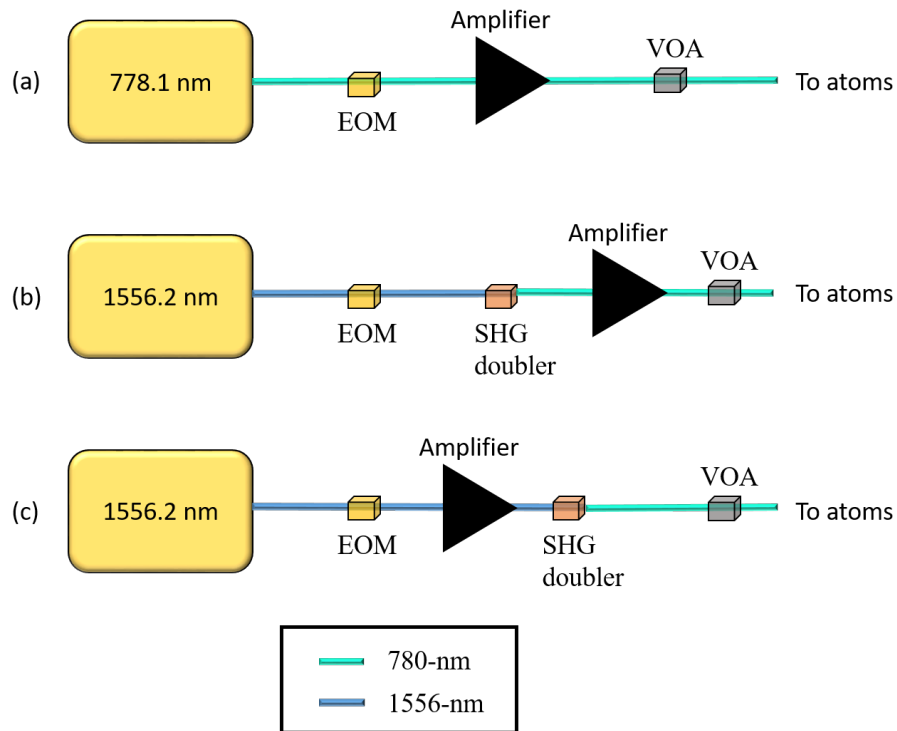 Amplifier
(a)
778.1 nm
EOM
VOA
To atoms
Amplifier
(b)
1556.2 nm
EOM
SHG
doubler
VOA
To atoms
Amplifier
(c)
1556.2 nm
EOM
SHG
doubler
VOA
To atoms
780-nm
1556-nm